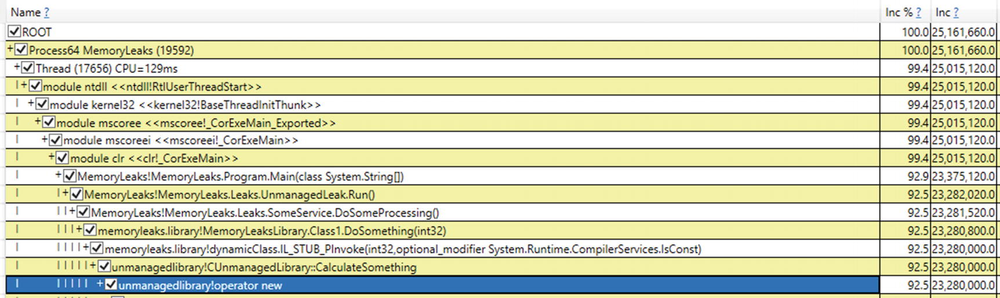 Name ? Inc % ? Inc ?
ROOT 100.0 25,161,660.0
+ Process64 MemoryLeaks (19592) 100.0 25,161,660.0
+ Thread (17656) CPU=129ms 99.4 25,015,120.0
|+ module ntdll <<ntdll!RtlUserThreadStart>> 99.4 25,015,120.0
| + module kernel32 <<kernel32!BaseThreadInitThunk>> 99.4 25,015,120.0
| + module mscoree <<mscoree!_CorExeMain_Exported>> 99.4 25,015,120.0
| + module mscoreei <<mscoreei!_CorExeMain>> 99.4 25,015,120.0
| + module clr <<clr!_CorExeMain>> 99.4 25,015,120.0
| + MemoryLeaks!MemoryLeaks.Program.Main(class System.String[]) 92.9 23,375,120.0
| |+ MemoryLeaks!MemoryLeaks.Leaks.UnmanagedLeak.Run() 92.5 23,282,020.0
| ||+ MemoryLeaks!MemoryLeaks.Leaks.SomeService.DoSomeProcessing() 92.5 23,281,520.0
| |||+ memoryleaks.library!MemoryLeaksLibrary.Class1.DoSomething(int32) 92.5 23,280,800.0
| ||||+ memoryleaks.library!dynamicClass.IL_STUB_PInvoke(int32,optional_modifier System.Runtime.CompilerServices.IsConst) 92.5 23,280,000.0
| |||||+ unmanagedlibrary!CUnmanagedLibrary::CalculateSomething 92.5 23,280,000.0
| ||||| + unmanagedlibrary!operator new 92.5 23,280,000.0